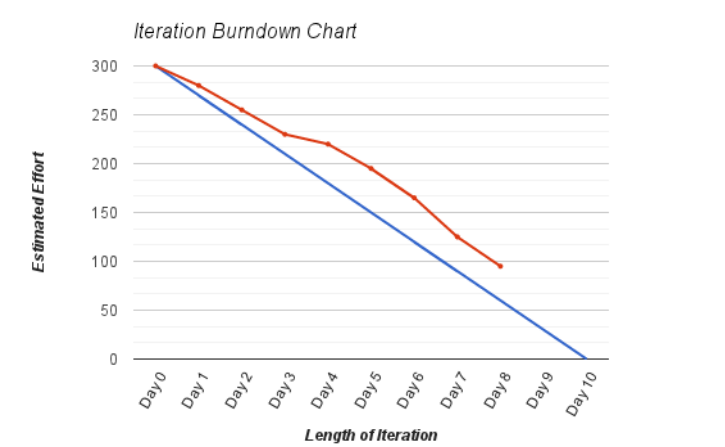 Iteration Burndown Chart
300
250
200
150
100
50
0
Estimated Effort
Day 0
Day 1
Day 2
Day 3
Day 4
Day 5
Day 6
Day 7
Day 8
Day 9
Day 10
Length of Iteration